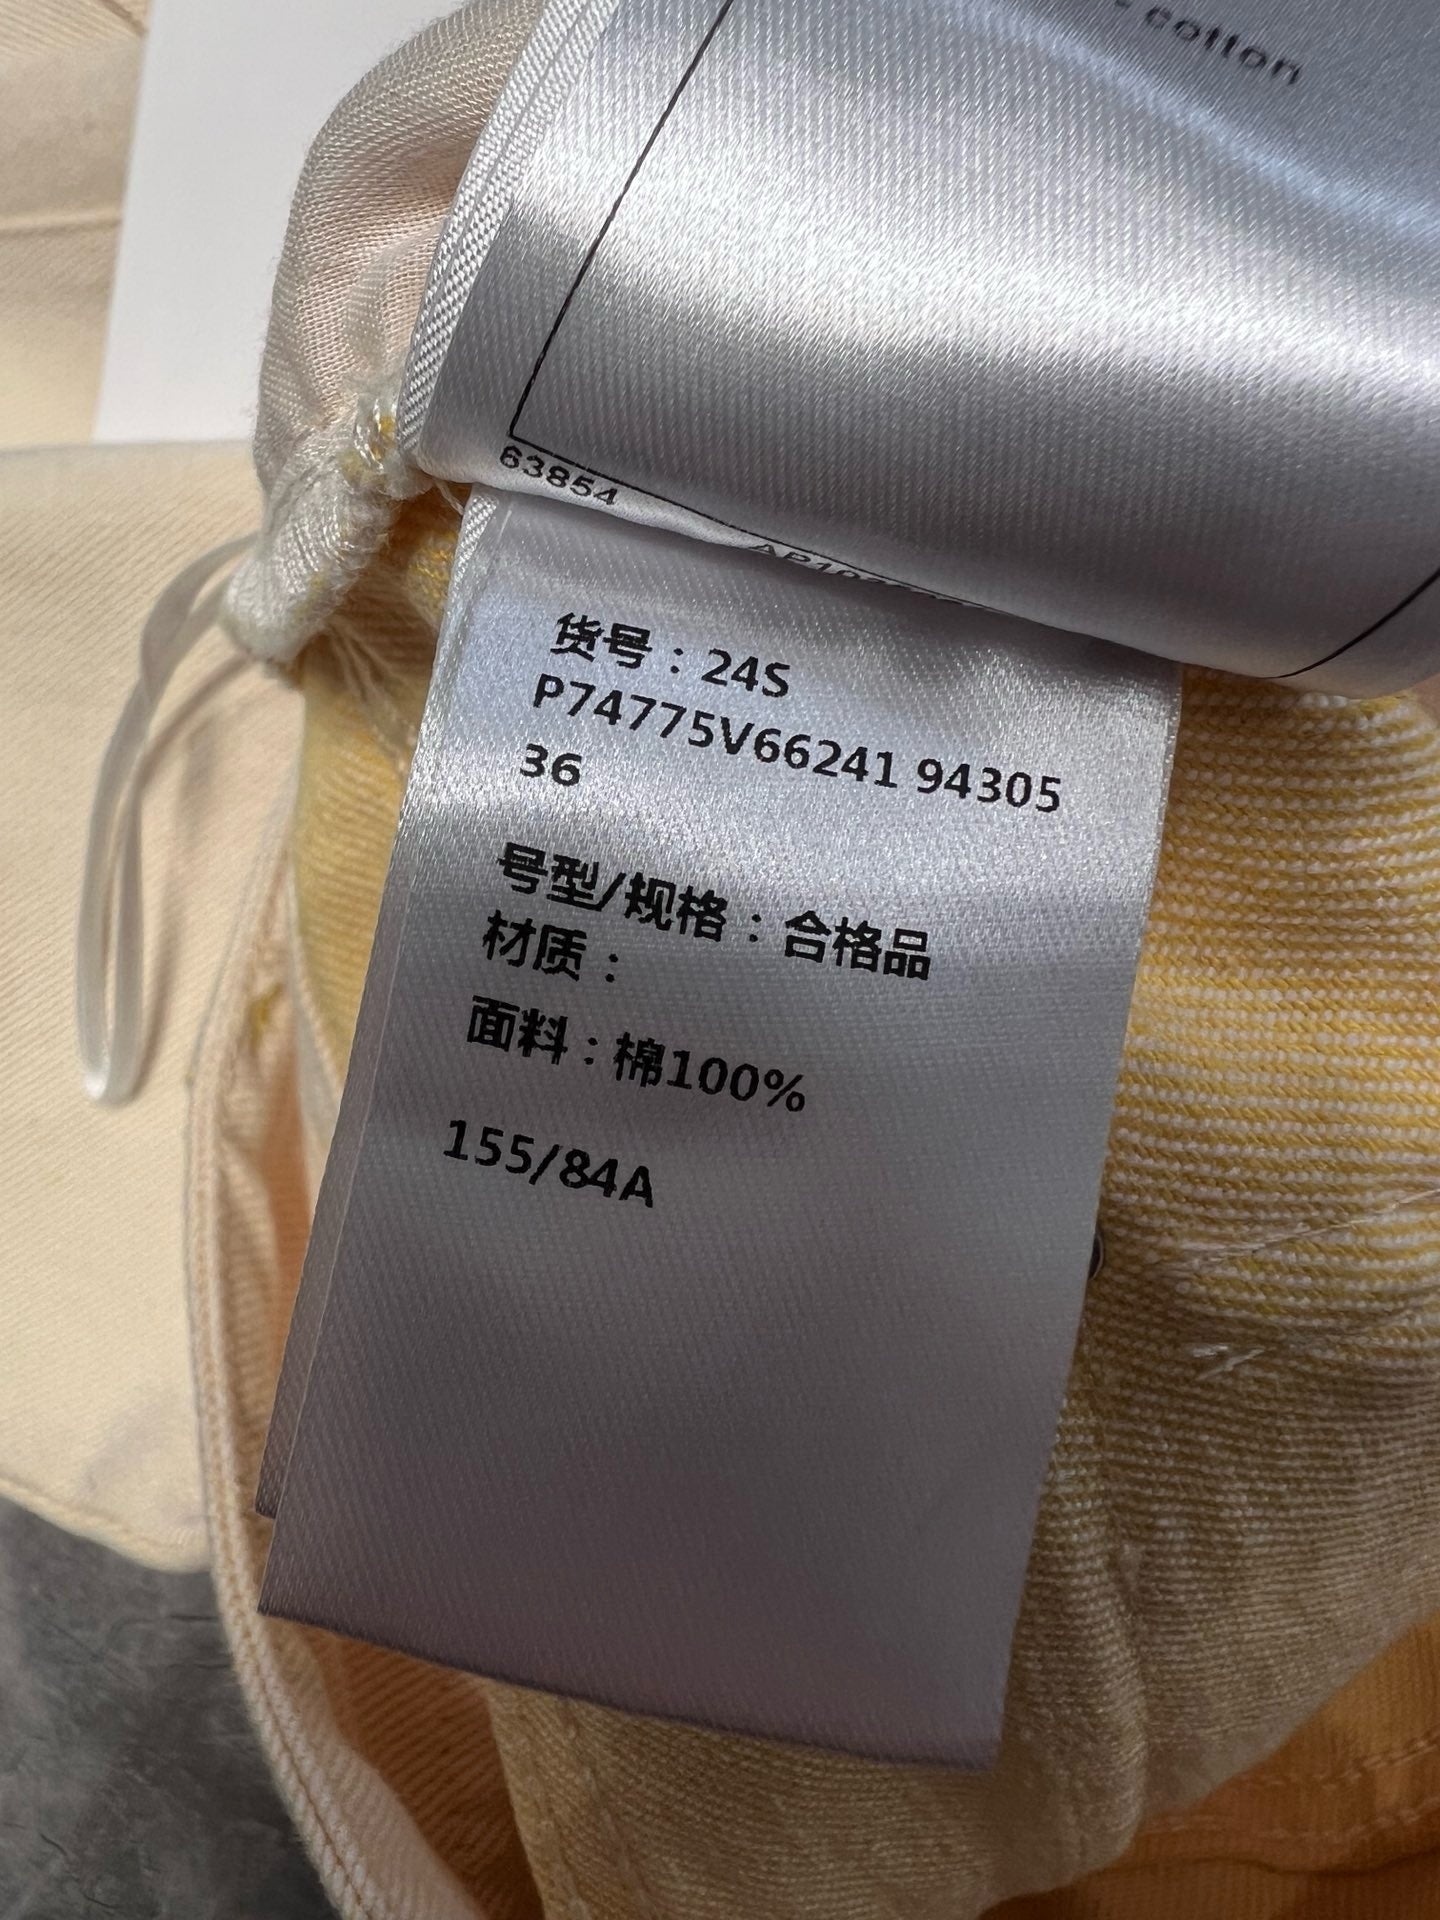 cotton
63854
货号：24S
P74775V66241 94305
36
号型/规格：合格品
材质：
面料：棉100%
155/84A